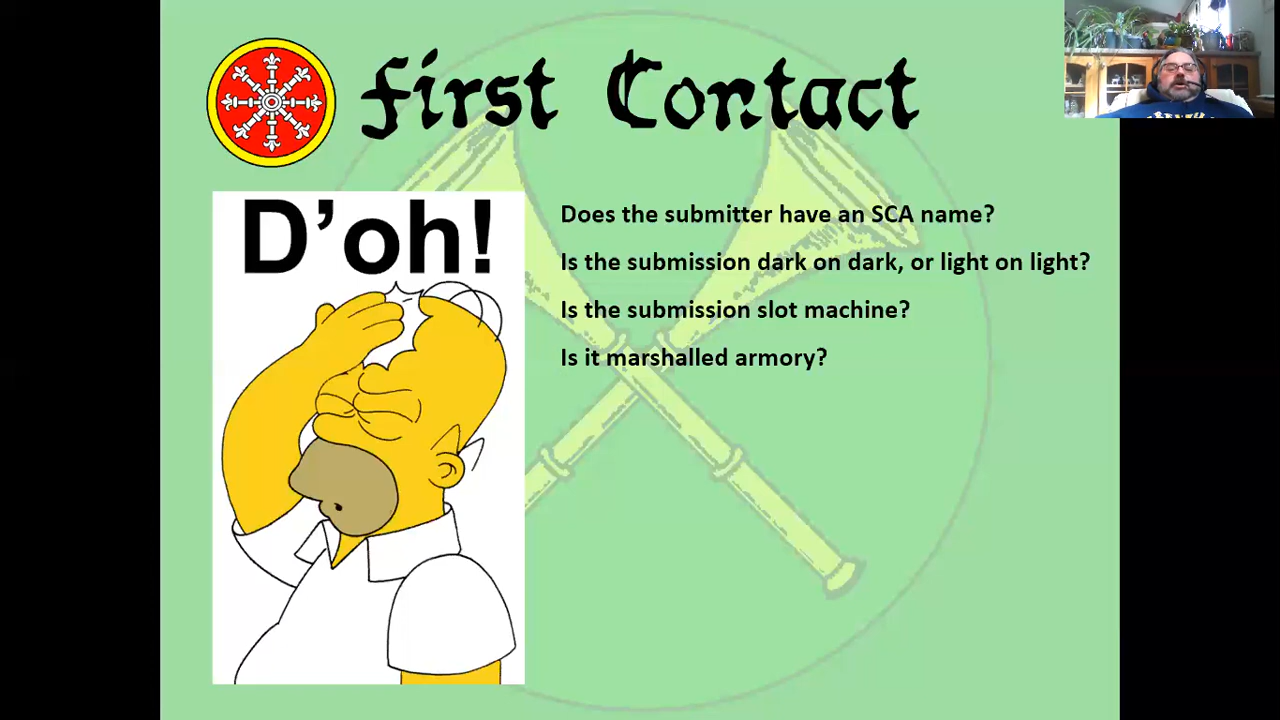 First Contact
D'oh!
Does the submitter have an SCA name?
Is the submission dark on dark, or light on light?
Is the submission slot machine?
Is it marshalled armory?